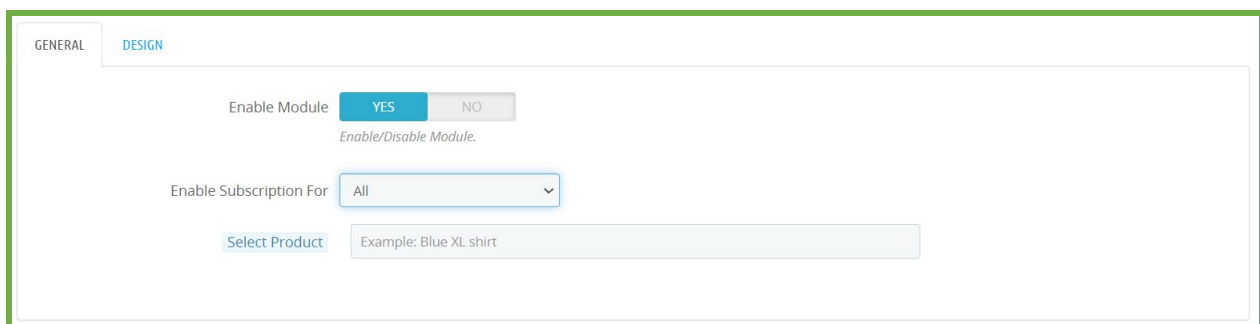 GENERAL DESIGN
Enable Module YES NO
Enable/Disable Module.
Enable Subscription For All
Select Product Example: Blue XL shirt